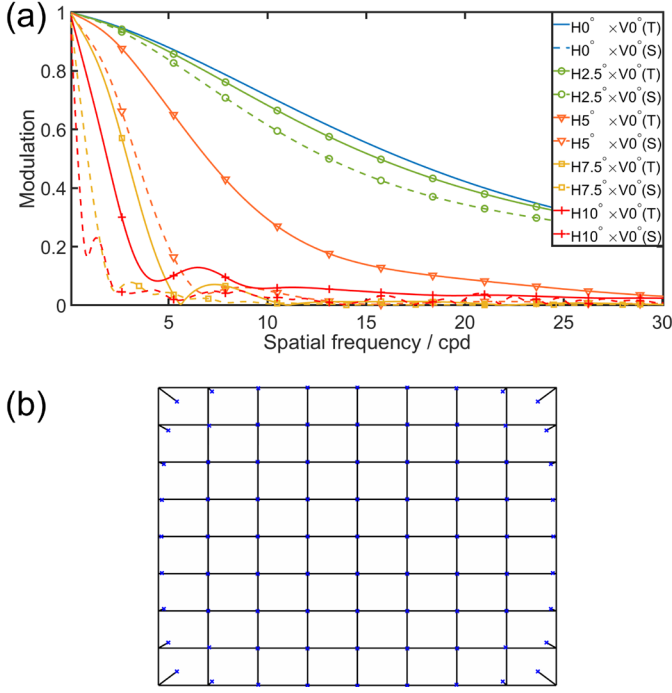 (a)
1
0.8
0.6
0.4
0.2
0
Modulation
5
10
15
20
25
30
Spatial frequency / cpd
H0° ×V0°(T)
H0° ×V0°(S)
H2.5°×V0°(T)
H2.5°×V0°(S)
H5° ×V0°(T)
H5° ×V0°(S)
H7.5°×V0°(T)
H7.5°×V0°(S)
H10° ×V0°(T)
H10° ×V0°(S)
(b)